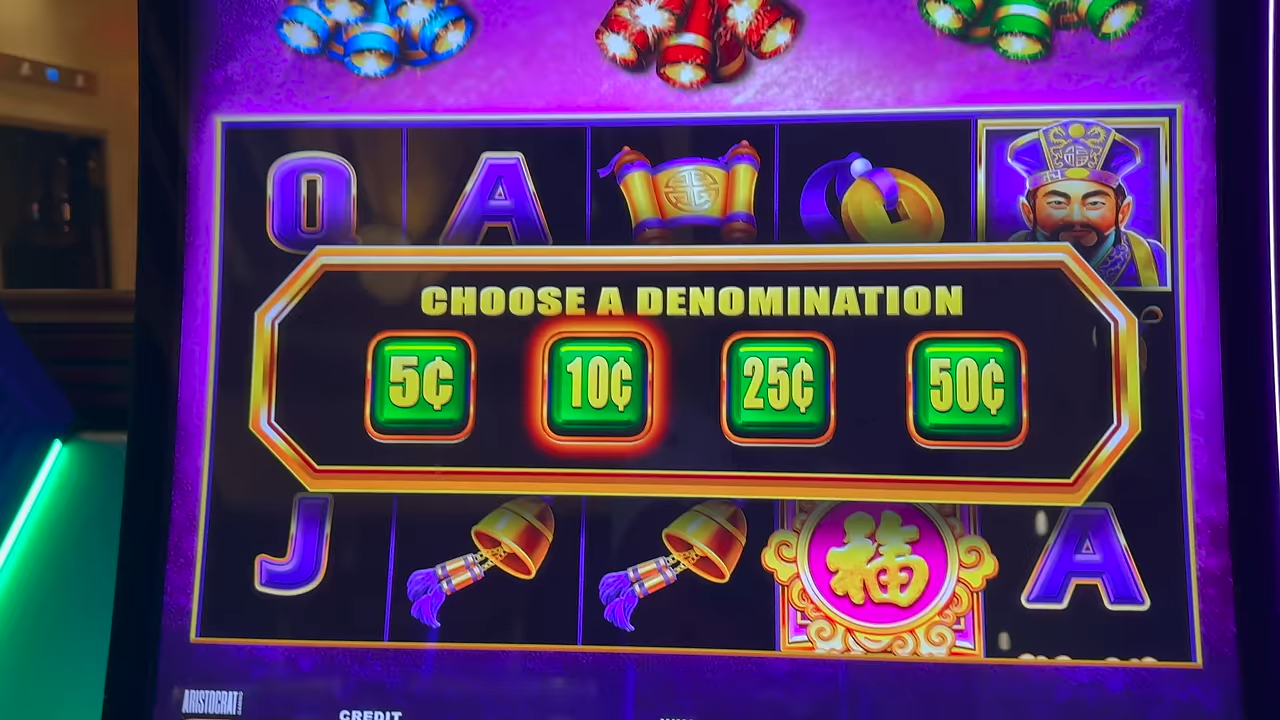 Q A
CHOOSE A DENOMINATION
5¢ 10¢ 25¢ 50¢
J 福 A
ARISTOCRAT
CREDIT